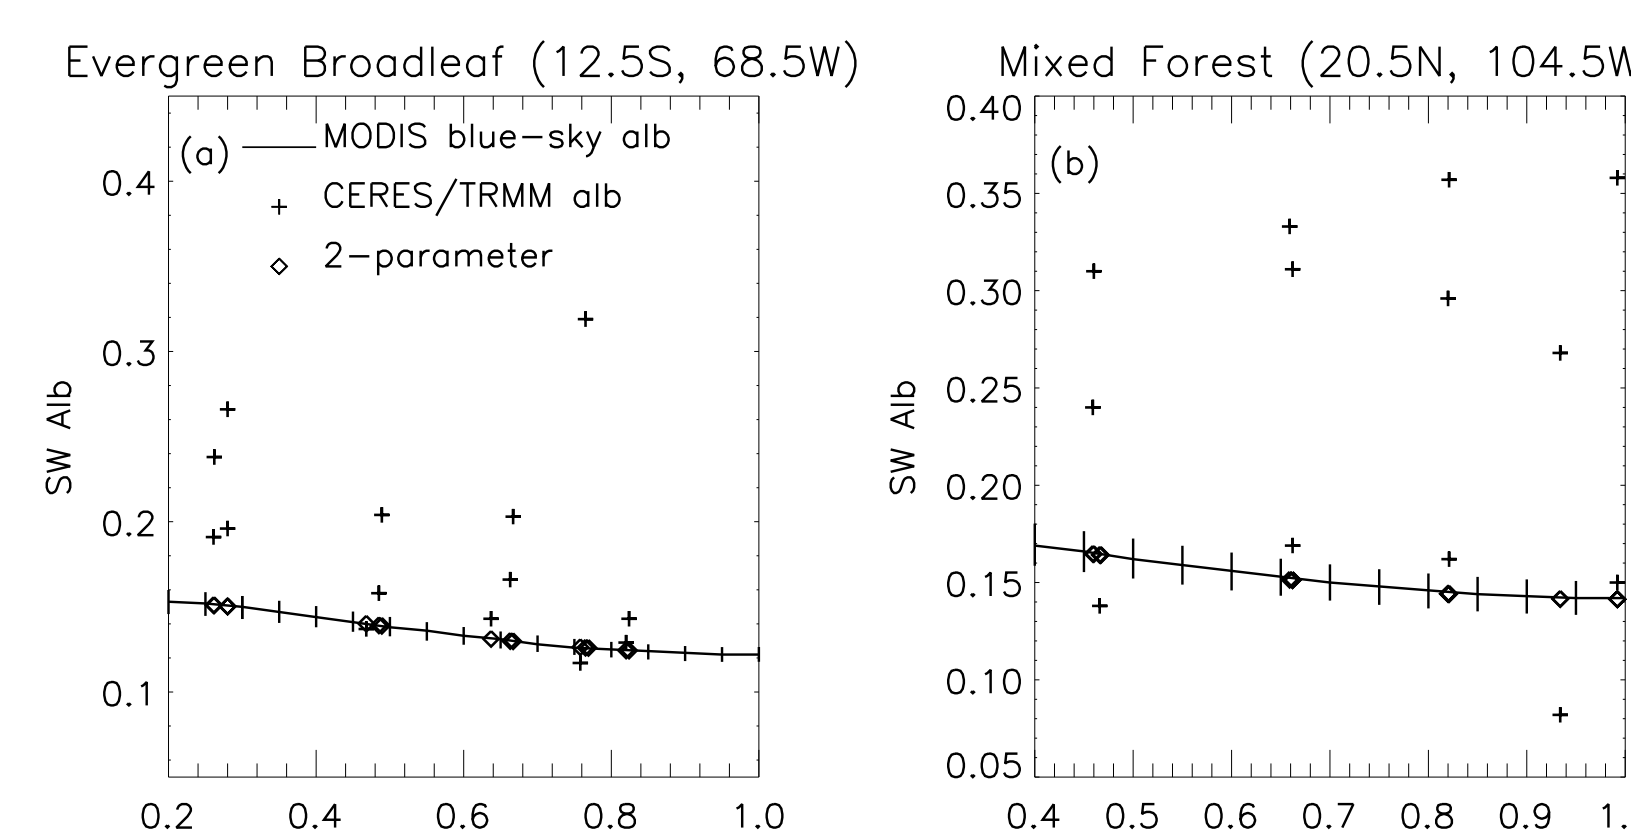 Evergreen Broadleaf (12.5S, 68.5W)
(a)
MODIS blue-sky alb
CERES/TRMM alb
2-parameter
0.4
0.3
0.2
0.1
SW Alb
0.2 0.4 0.6 0.8 1.0
Mixed Forest (20.5N, 104.5W
(b)
0.40
0.35
0.30
0.25
0.20
0.15
0.10
0.05
SW Alb
0.4 0.5 0.6 0.7 0.8 0.9 1.